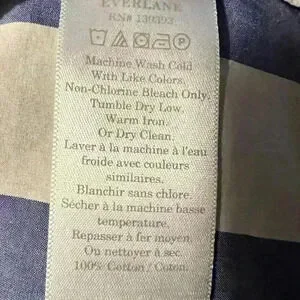 EVERLANE
RN# 139393
Machine Wash Cold
With Like Colors.
Non-Chlorine Bleach Only.
Tumble Dry Low.
Warm Iron.
Or Dry Clean.
Laver à la machine à l'eau
froide avec couleurs
similaires.
Blanchir sans chlore.
Sécher à la machine basse
temperature.
Repasser à fer moyen.
Ou nettoyer à sec.
100% Cotton / Coton.